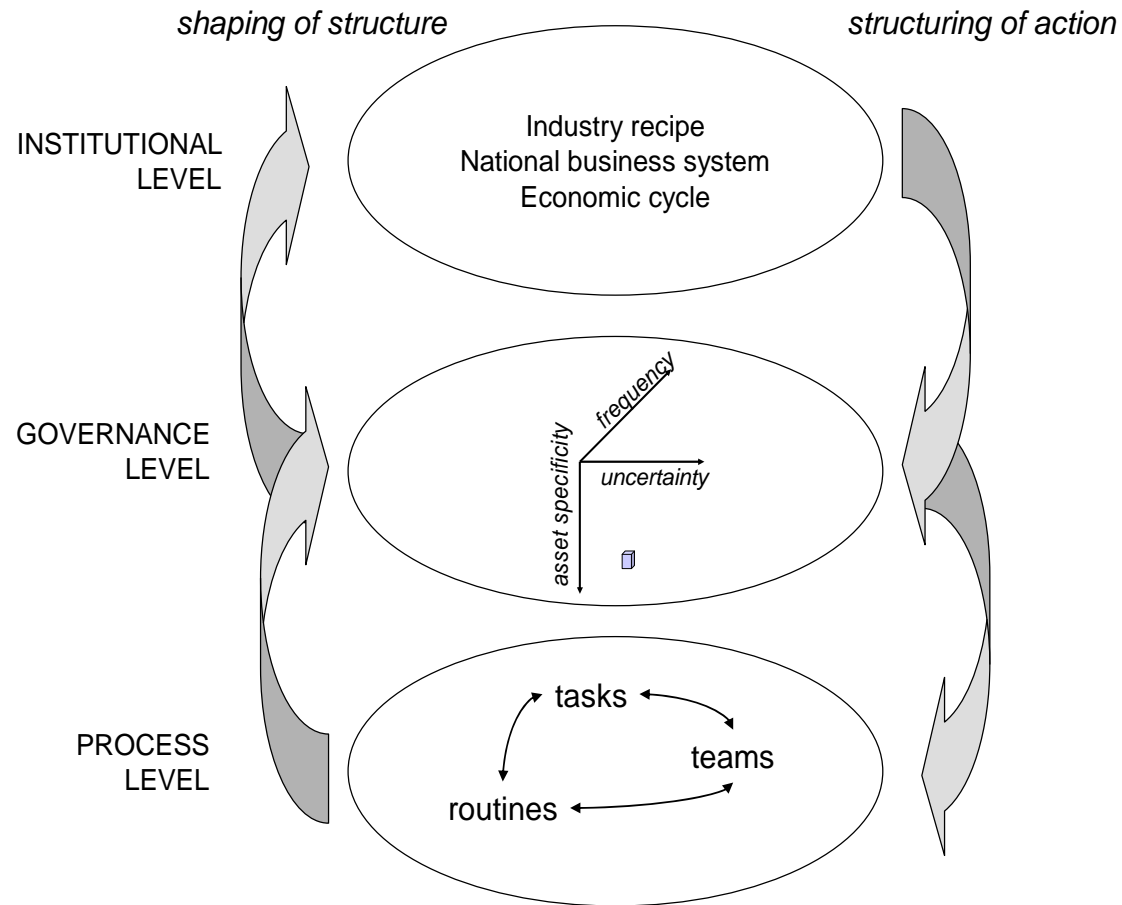 shaping of structure
structuring of action
INSTITUTIONAL
LEVEL
Industry recipe
National business system
Economic cycle
GOVERNANCE
LEVEL
frequency
uncertainty
asset specificity
PROCESS
LEVEL
tasks
teams
routines